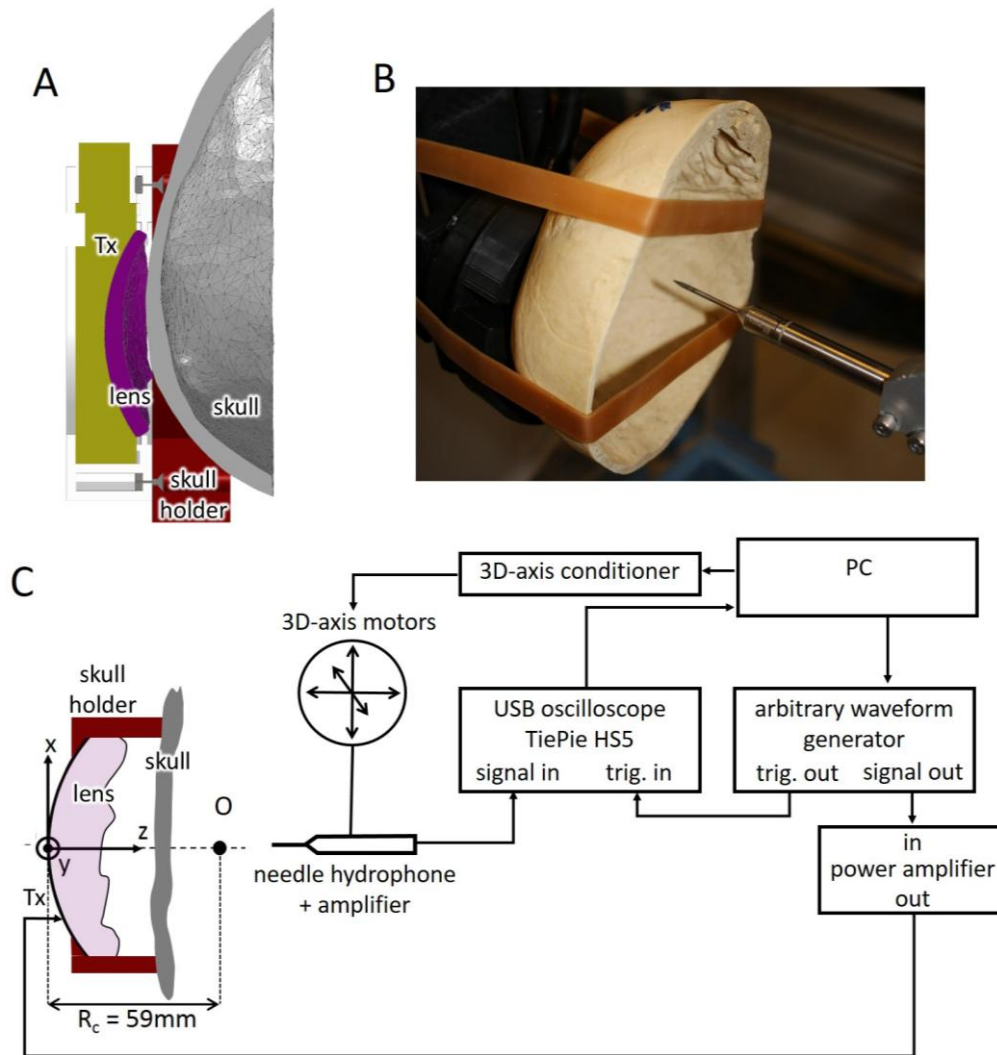 A
Tx
lens
skull
skull
holder
B
C
3D-axis conditioner
PC
3D-axis motors
skull
holder
x
lens
skull
O
z
y
Tx
R_c = 59mm
needle hydrophone
+ amplifier
USB oscilloscope
TiePie HS5
signal in trig. in
arbitrary waveform
generator
trig. out signal out
in
power amplifier
out